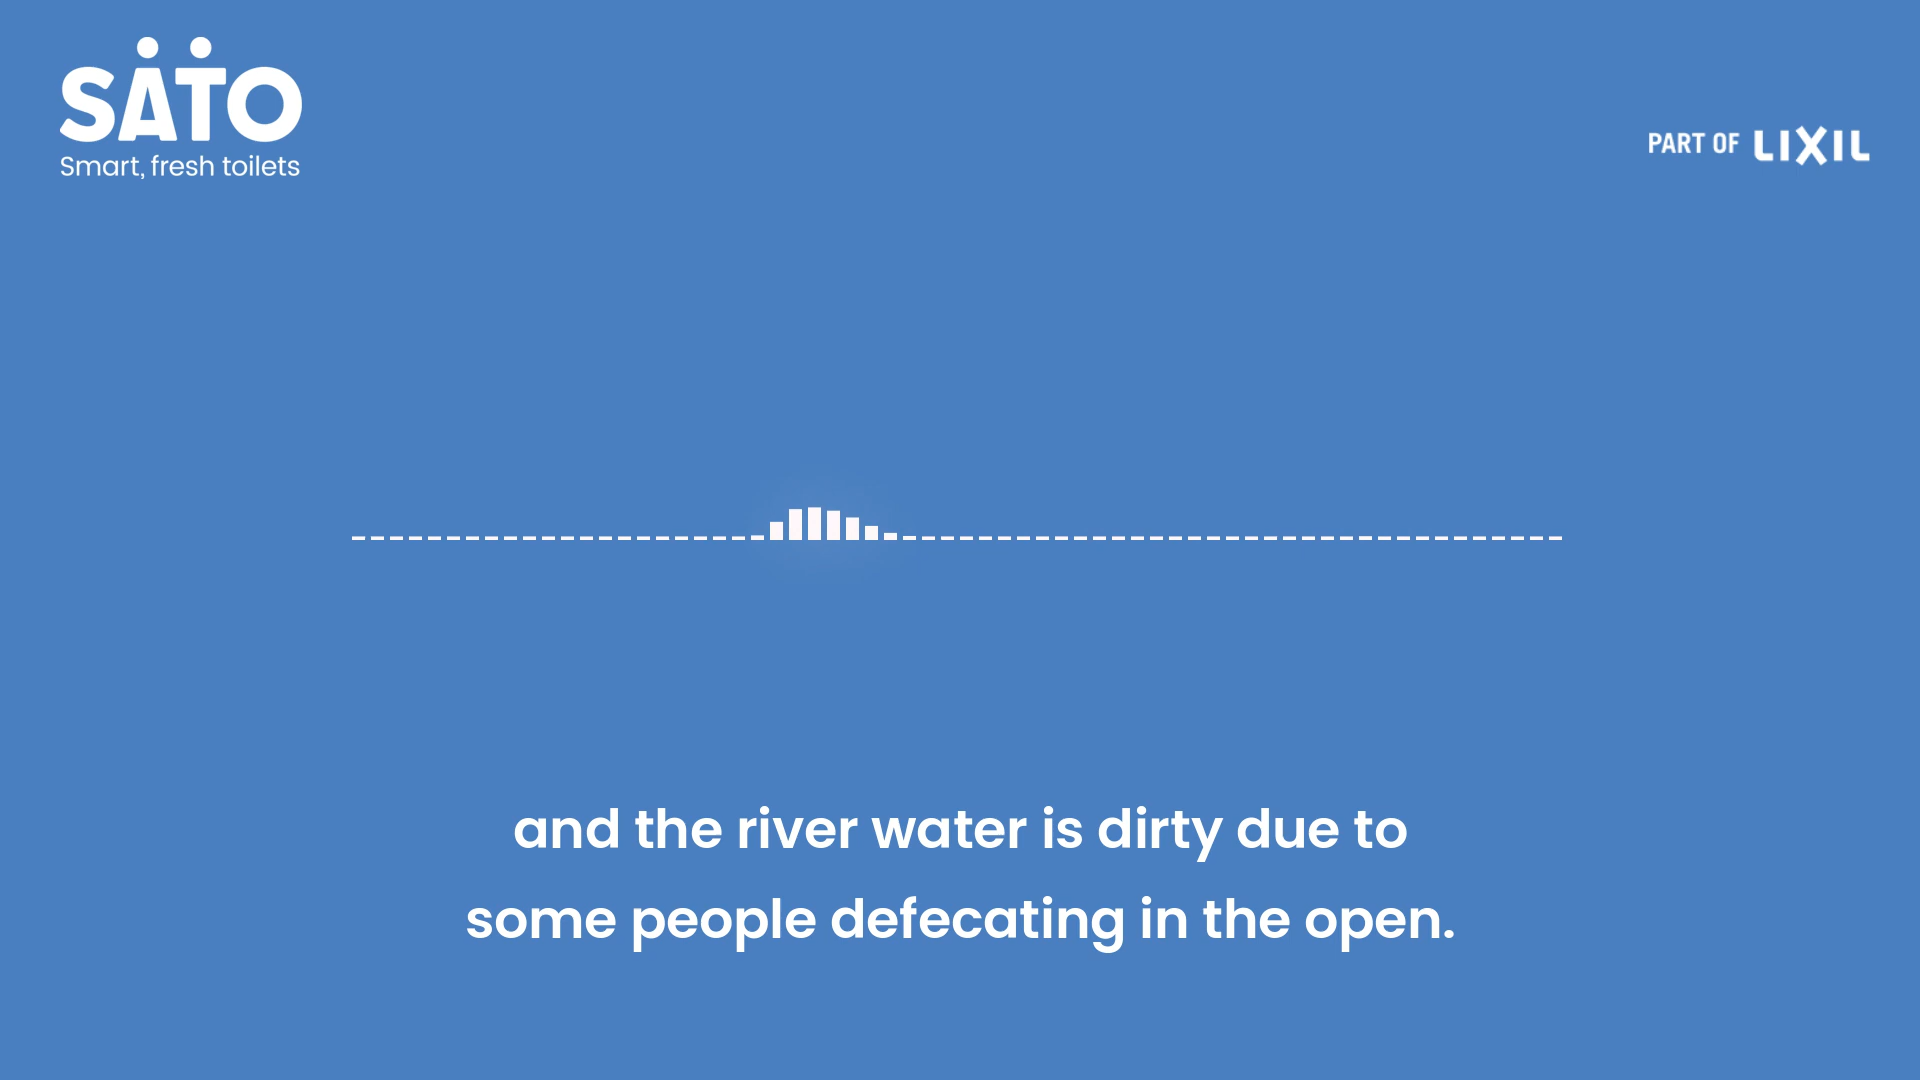 SATO
Smart, fresh toilets
PART OF LIXIL
and the river water is dirty due to
some people defecating in the open.